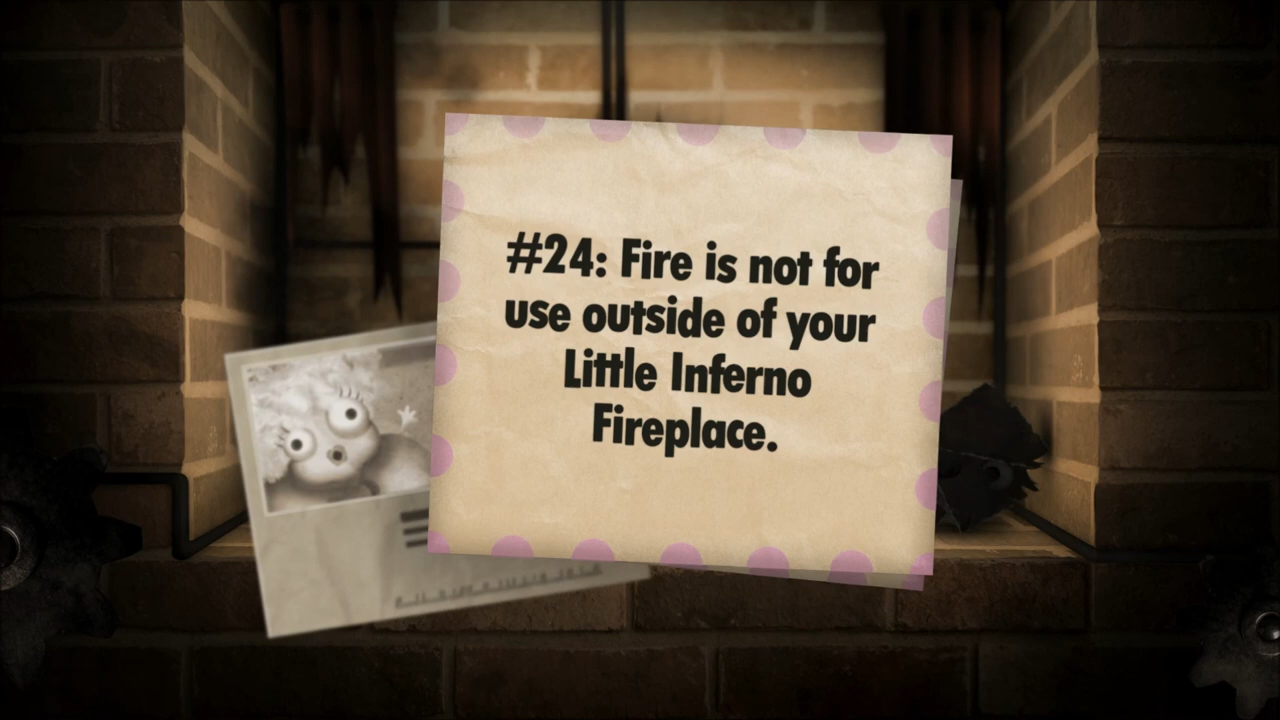 #24: Fire is not for
use outside of your
Little Inferno
Fireplace.